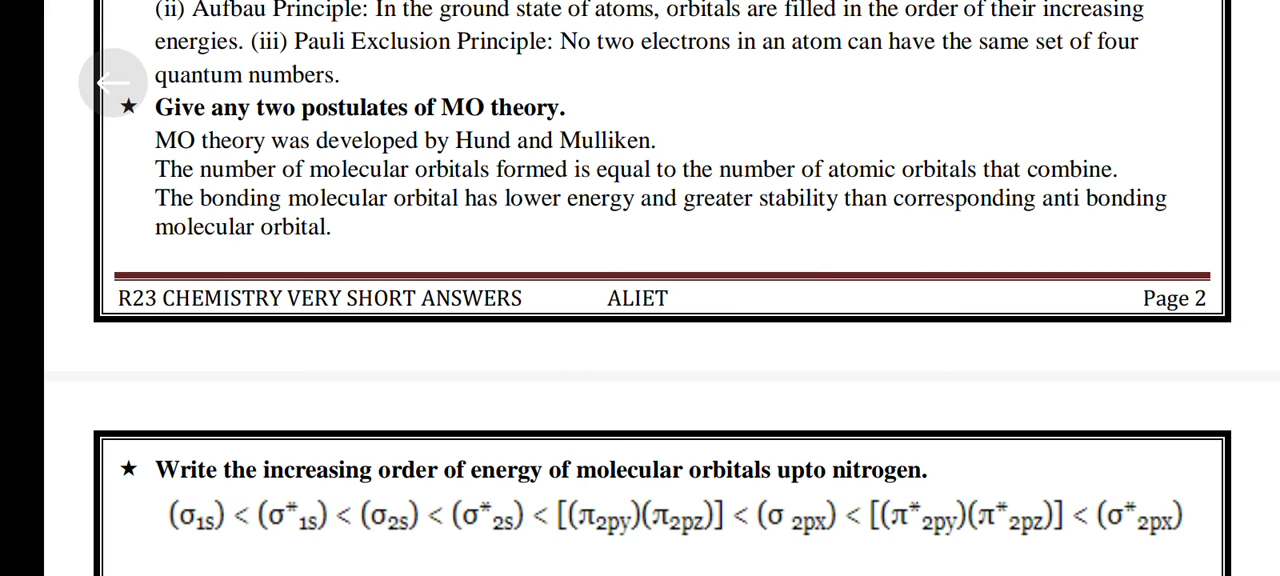 (ii) Aufbau Principle: In the ground state of atoms, orbitals are filled in the order of their increasing
energies. (iii) Pauli Exclusion Principle: No two electrons in an atom can have the same set of four
quantum numbers.
★ Give any two postulates of MO theory.
MO theory was developed by Hund and Mulliken.
The number of molecular orbitals formed is equal to the number of atomic orbitals that combine.
The bonding molecular orbital has lower energy and greater stability than corresponding anti bonding
molecular orbital.
R23 CHEMISTRY VERY SHORT ANSWERS ALIET Page 2
★ Write the increasing order of energy of molecular orbitals upto nitrogen.
(σ1s) < (σ*1s) < (σ2s) < (σ*2s) < [(π2py)(π2pz)] < (σ 2px) < [(π*2py)(π*2pz)] < (σ*2px)